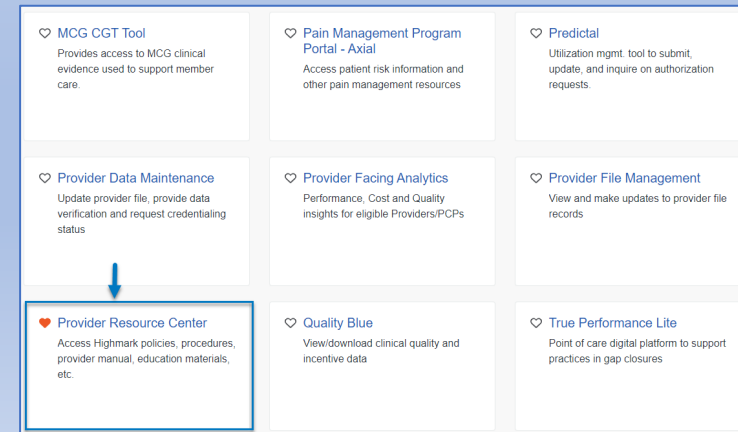 MCG CGT Tool
Provides access to MCG clinical
evidence used to support member
care.
Pain Management Program
Portal - Axial
Access patient risk information and
other pain management resources
Predictal
Utilization mgmt. tool to submit,
update, and inquire on authorization
requests.
Provider Data Maintenance
Update provider file, provide data
verification and request credentialing
status
Provider Facing Analytics
Performance, Cost and Quality
insights for eligible Providers/PCPs
Provider File Management
View and make updates to provider file
records
Provider Resource Center
Access Highmark policies, procedures,
provider manual, education materials,
etc.
Quality Blue
View/download clinical quality and
incentive data
True Performance Lite
Point of care digital platform to support
practices in gap closures